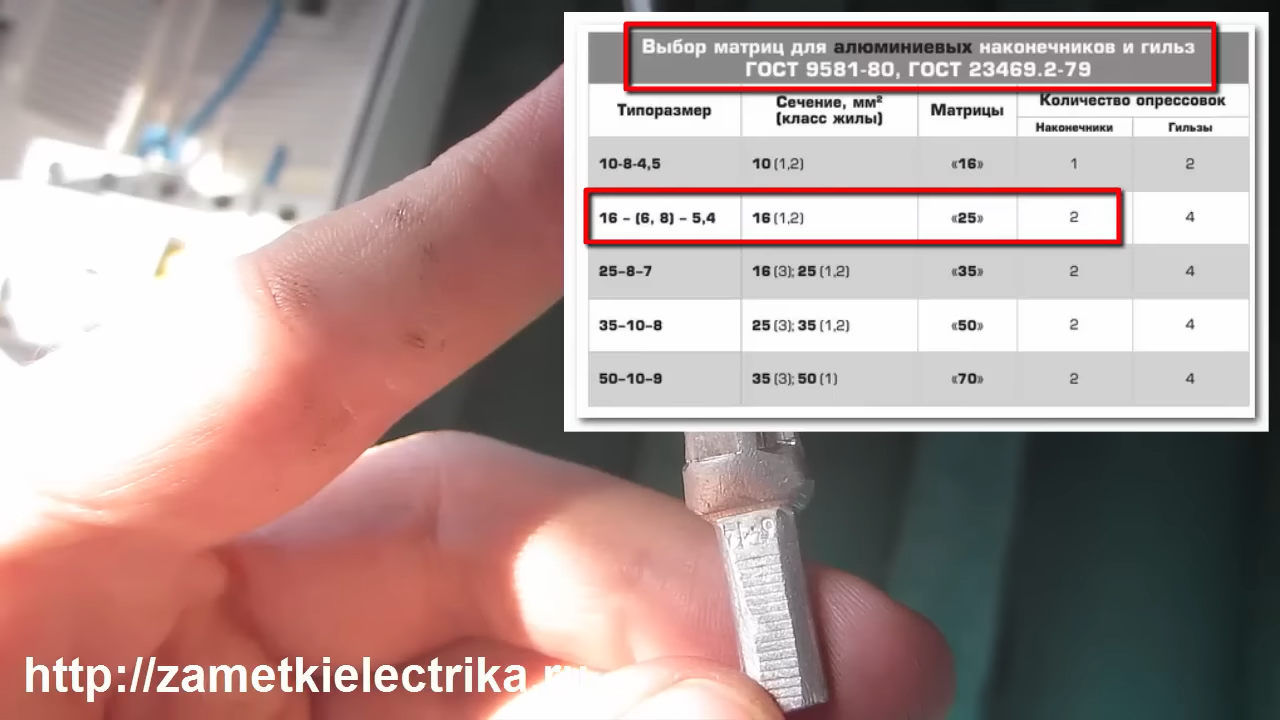 Выбор матриц для алюминиевых наконечников и гильз
ГОСТ 9581-80, ГОСТ 23469.2-79
Типоразмер
Сечение, мм²
(класс жилы)
Матрицы
Количество опрессовок
Наконечники
Гильзы
10-8-4,5 10 (1,2) «16» 1 2
16 – (6, 8) – 5,4 16 (1,2) «25» 2 4
25–8–7 16 (3); 25 (1,2) «35» 2 4
35–10–8 25 (3); 35 (1,2) «50» 2 4
50–10–9 35 (3); 50 (1) «70» 2 4
http://zametkielectrika.ru